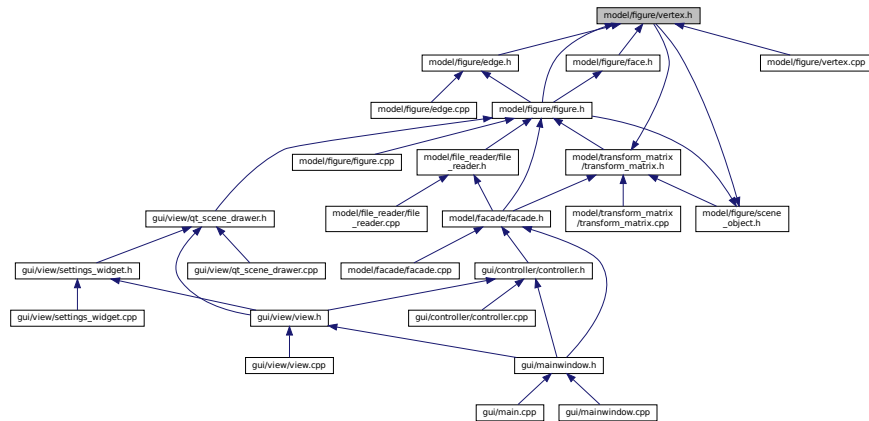 model/figure/vertex.h
model/figure/edge.h
model/figure/face.h
model/figure/vertex.cpp
model/figure/edge.cpp
model/figure/figure.h
model/figure/figure.cpp
model/file_reader/file
_reader.h
model/transform_matrix
/transform_matrix.h
gui/view/qt_scene_drawer.h
model/file_reader/file
_reader.cpp
model/facade/facade.h
model/transform_matrix
/transform_matrix.cpp
model/figure/scene
_object.h
gui/view/settings_widget.h
gui/view/qt_scene_drawer.cpp
model/facade/facade.cpp
gui/controller/controller.h
gui/view/settings_widget.cpp
gui/view/view.h
gui/controller/controller.cpp
gui/view/view.cpp
gui/mainwindow.h
gui/main.cpp
gui/mainwindow.cpp